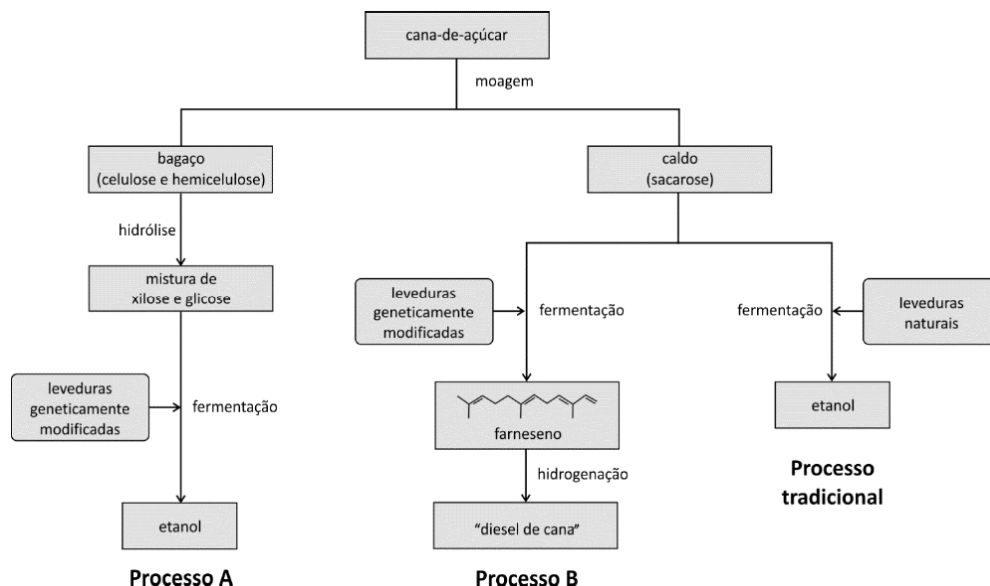 cana-de-açúcar
moagem
bagaço
(celulose e hemicelulose)
caldo
(sacarose)
hidrólise
mistura de
xilose e glicose
leveduras
geneticamente
modificadas
fermentação
fermentação
leveduras
naturais
leveduras
geneticamente
modificadas
fermentação
farneseno
etanol
hidrogenação
Processo
tradicional
etanol
"diesel de cana"
Processo A
Processo B